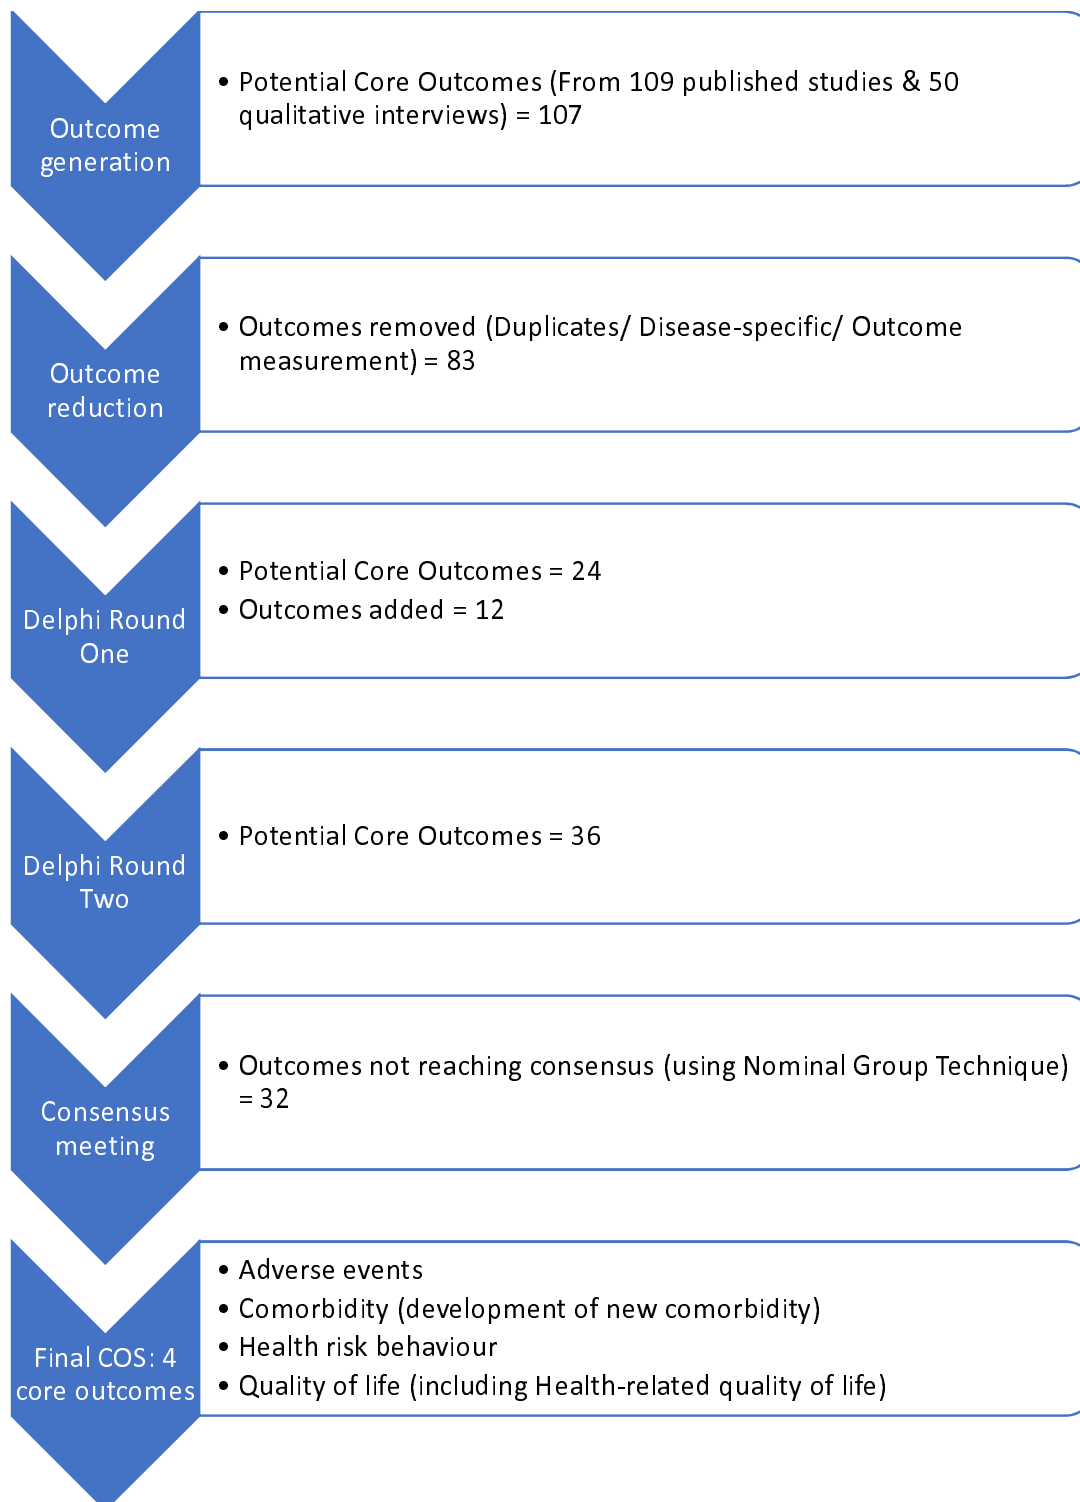 Outcome
generation
• Potential Core Outcomes (From 109 published studies & 50
qualitative interviews) = 107
Outcome
reduction
• Outcomes removed (Duplicates/ Disease-specific/ Outcome
measurement) = 83
Delphi Round
One
• Potential Core Outcomes = 24
• Outcomes added = 12
Delphi Round
Two
• Potential Core Outcomes = 36
Consensus
meeting
• Outcomes not reaching consensus (using Nominal Group Technique)
= 32
Final COS: 4
core outcomes
• Adverse events
• Comorbidity (development of new comorbidity)
• Health risk behaviour
• Quality of life (including Health-related quality of life)